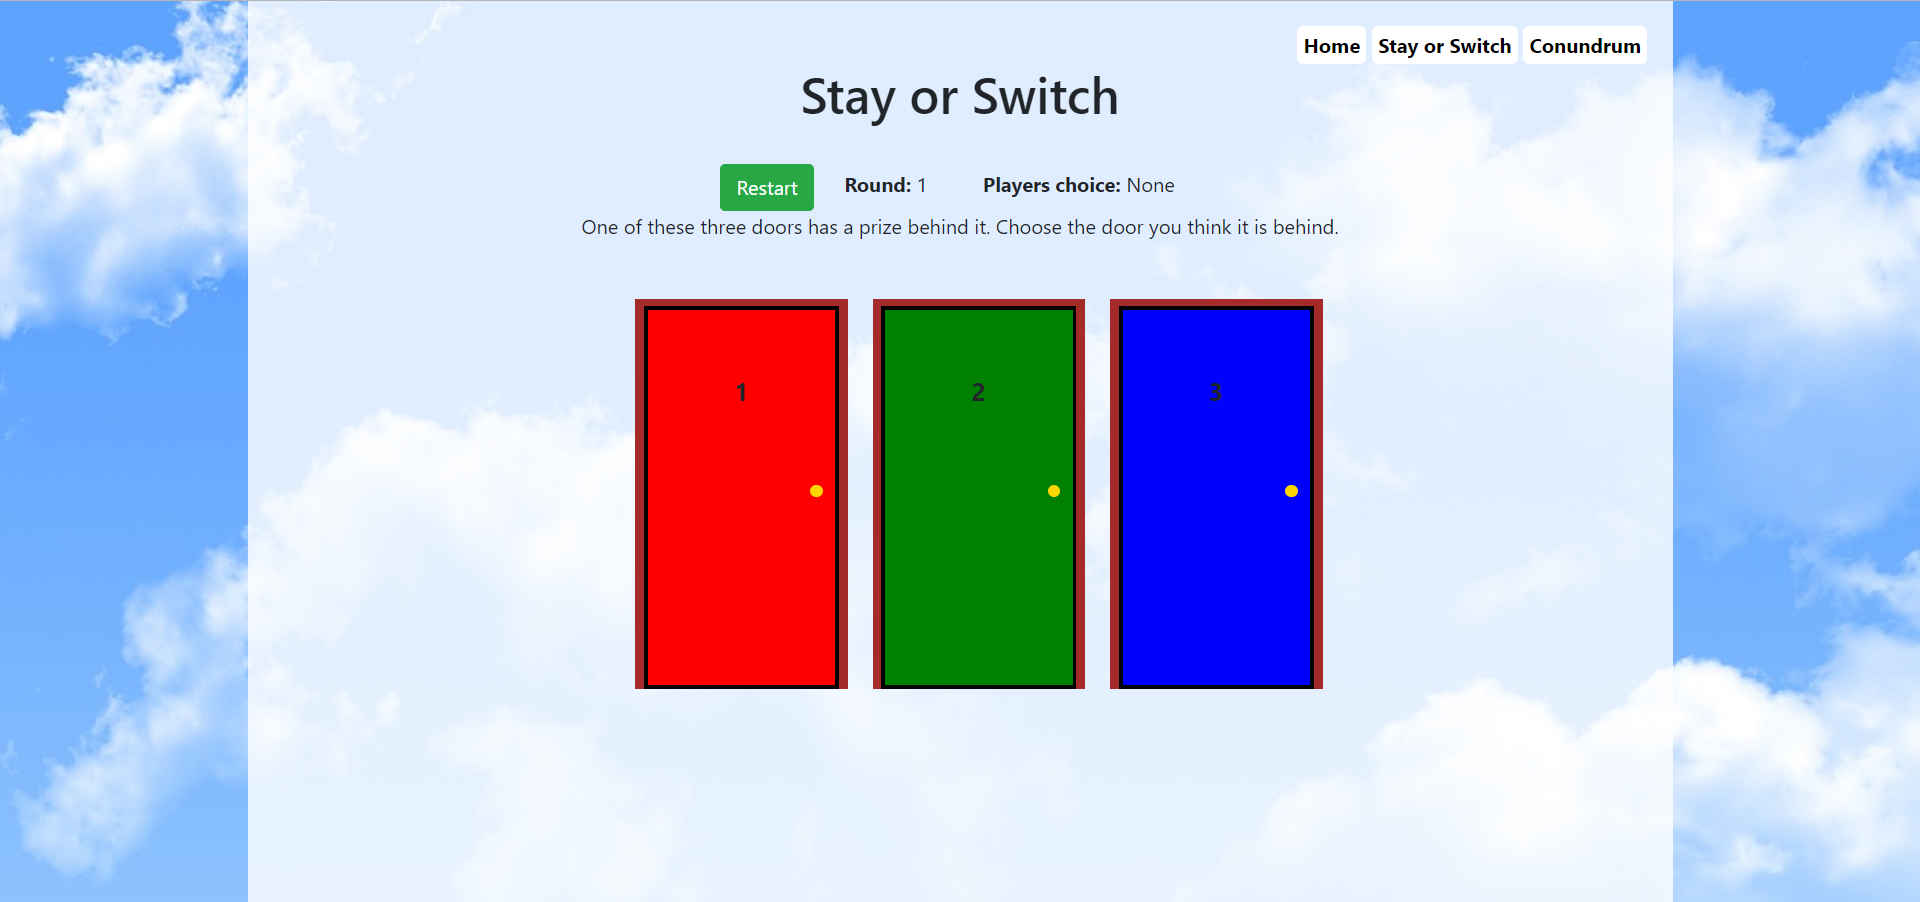 Home Stay or Switch Conundrum
Stay or Switch
Restart Round: 1 Players choice: None
One of these three doors has a prize behind it. Choose the door you think it is behind.
1 2 3